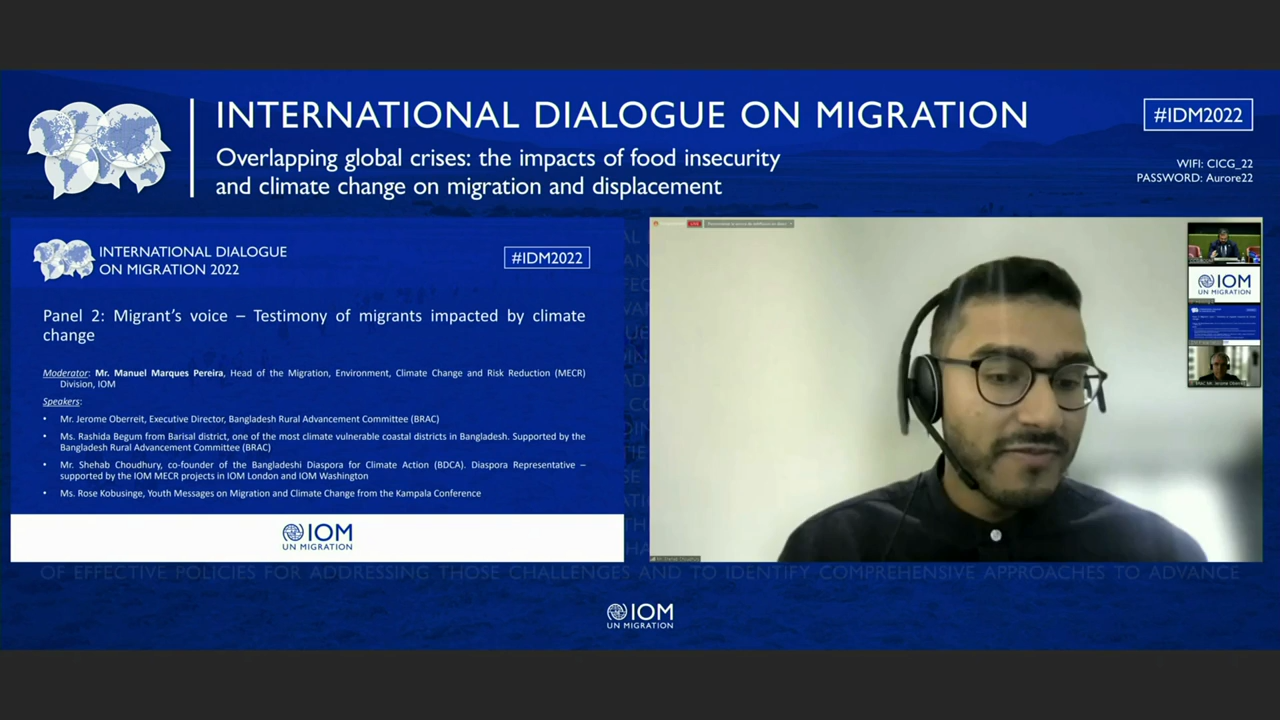 INTERNATIONAL DIALOGUE ON MIGRATION
Overlapping global crises: the impacts of food insecurity
and climate change on migration and displacement
#IDM2022
WIFI: CICG_22
PASSWORD: Aurore22
INTERNATIONAL DIALOGUE
ON MIGRATION 2022
#IDM2022
Panel 2: Migrant's voice – Testimony of migrants impacted by climate
change
Moderator: Mr. Manuel Marques Pereira, Head of the Migration, Environment, Climate Change and Risk Reduction (MECR)
Division, IOM
Speakers:
• Mr. Jerome Oberreit, Executive Director, Bangladesh Rural Advancement Committee (BRAC)
• Ms. Rashida Begum from Barisal district, one of the most climate vulnerable coastal districts in Bangladesh. Supported by the
Bangladesh Rural Advancement Committee (BRAC)
• Mr. Shehab Choudhury, co-founder of the Bangladeshi Diaspora for Climate Action (BDCA). Diaspora Representative –
supported by the IOM MECR projects in IOM London and IOM Washington
• Ms. Rose Kobusinge, Youth Messages on Migration and Climate Change from the Kampala Conference
IOM
UN MIGRATION
LIVE
IOM
UN MIGRATION
OF EFFECTIVE POLICIES FOR ADDRESSING THOSE CHALLENGES AND TO IDENTIFY COMPREHENSIVE APPROACHES TO ADVANCE
IOM
UN MIGRATION